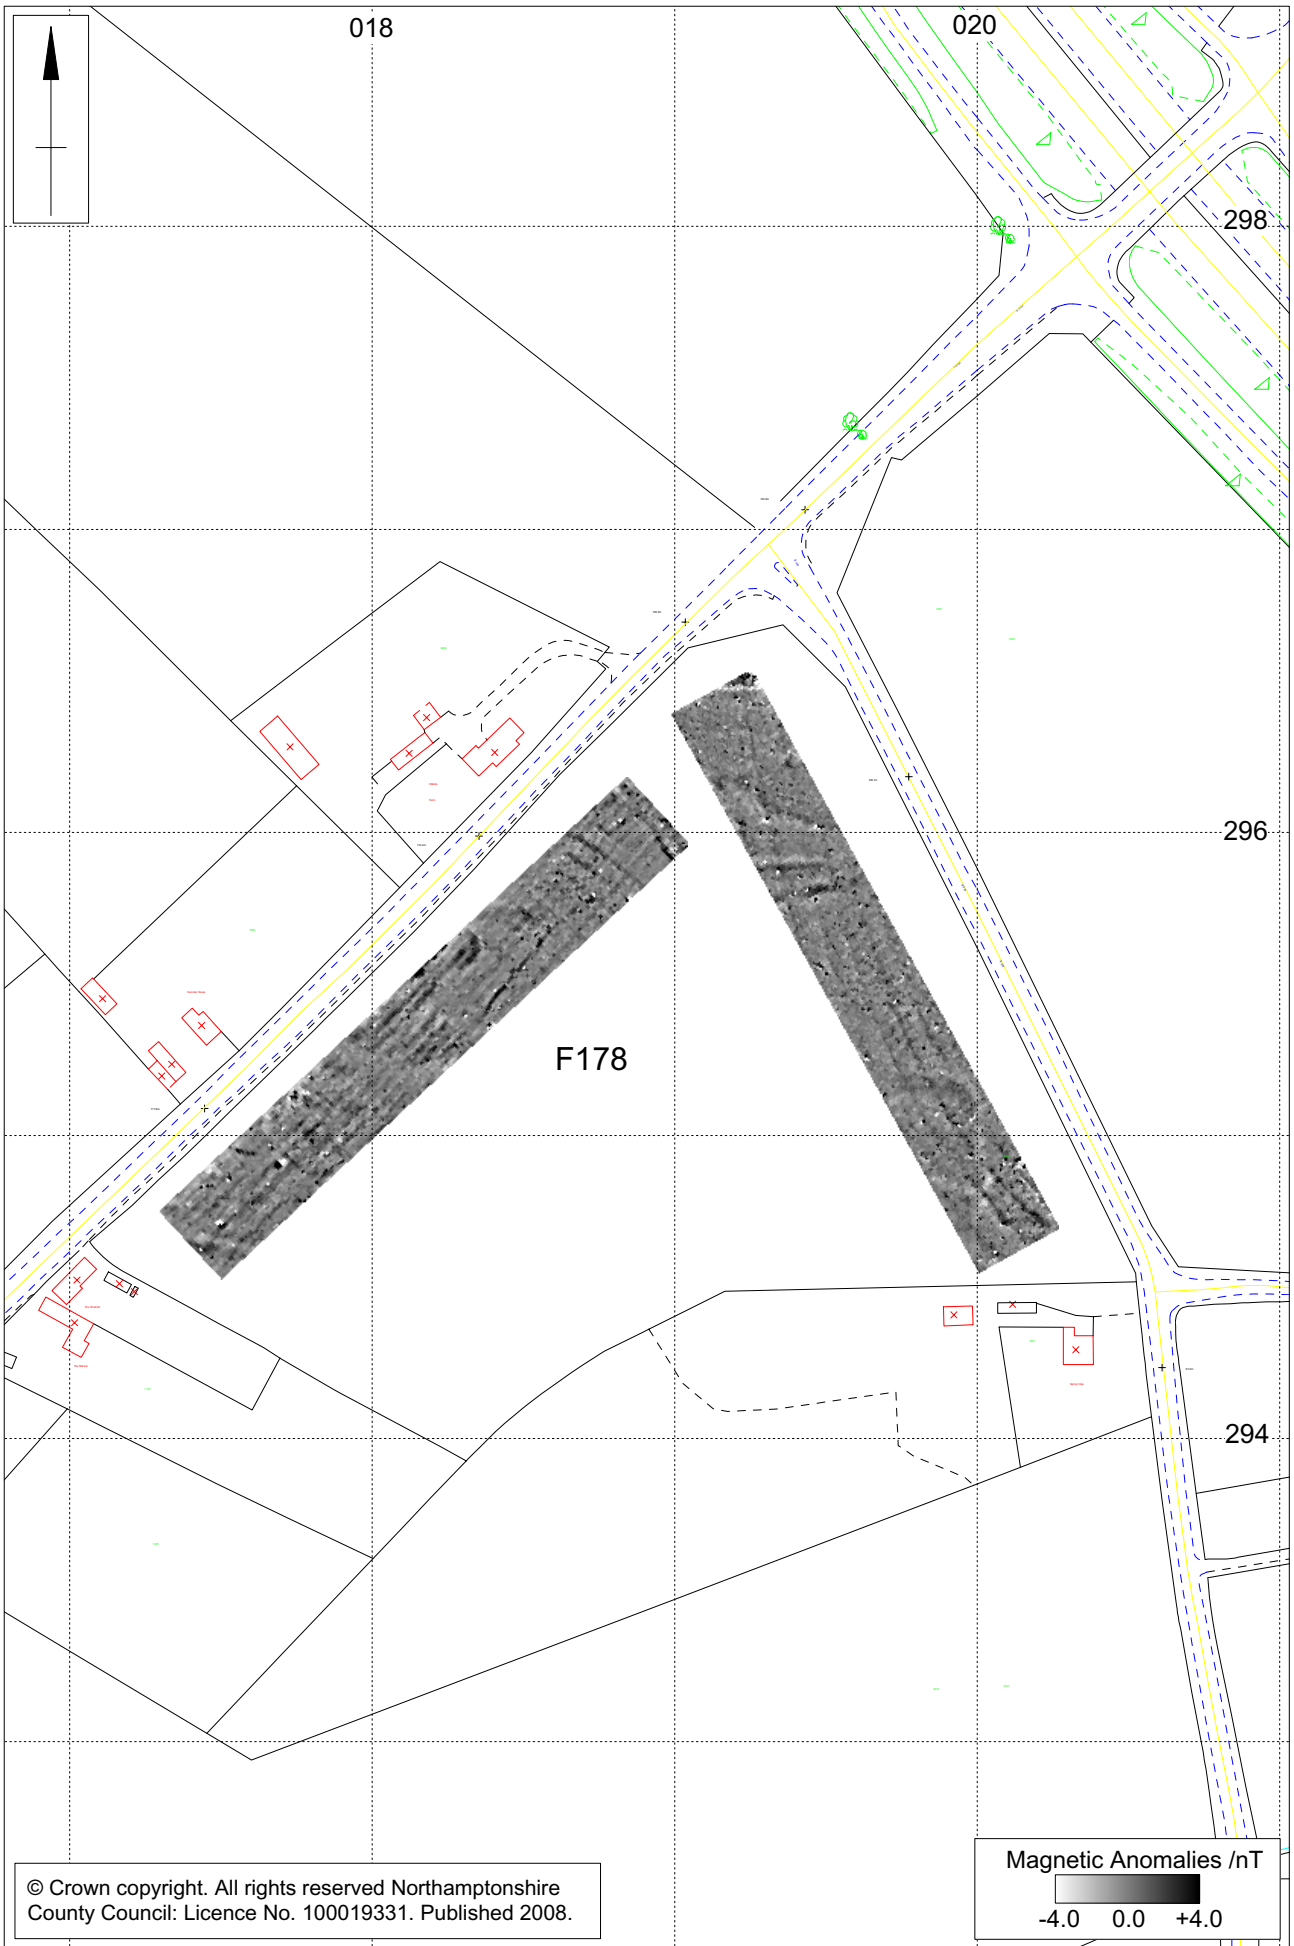 018
020
298
296
F178
294
© Crown copyright. All rights reserved Northamptonshire
County Council: Licence No. 100019331. Published 2008.
Magnetic Anomalies /nT
-4.0 0.0 +4.0